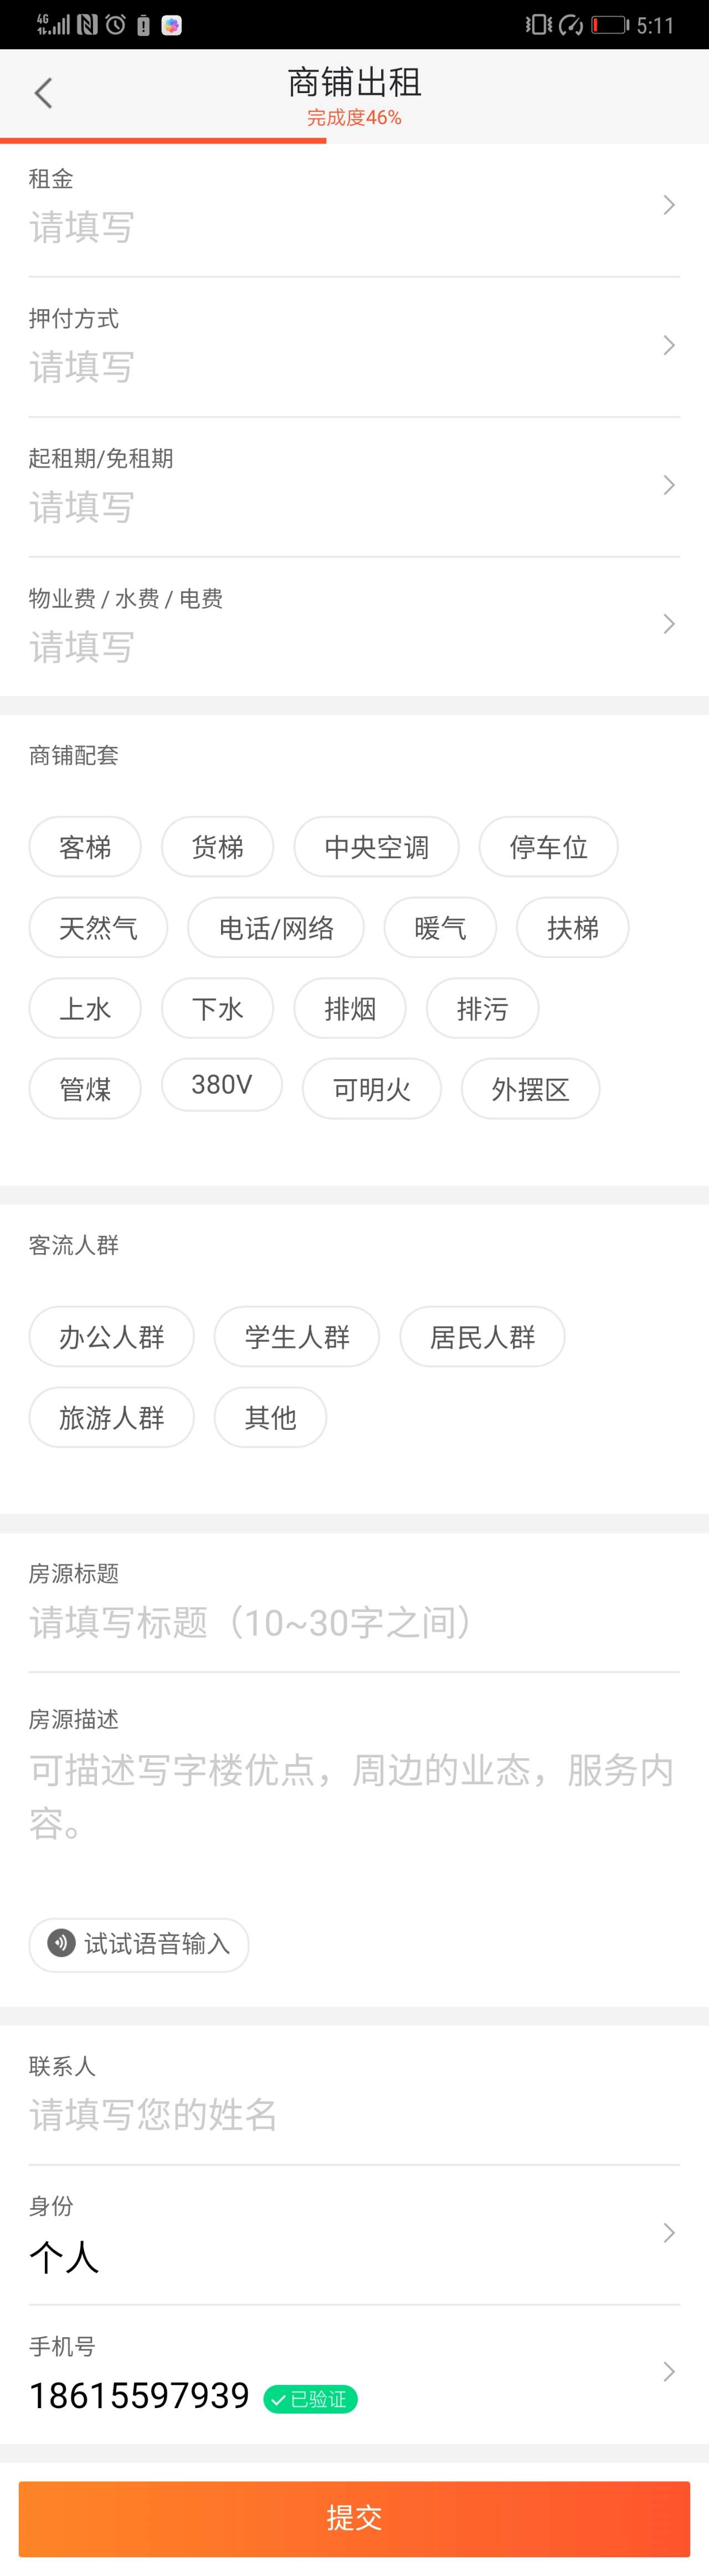 4G
5:11
商铺出租
完成度46%
租金
请填写
押付方式
请填写
起租期/免租期
请填写
物业费 / 水费 / 电费
请填写
商铺配套
客梯 货梯 中央空调 停车位
天然气 电话/网络 暖气 扶梯
上水 下水 排烟 排污
管煤 380V 可明火 外摆区
客流人群
办公人群 学生人群 居民人群
旅游人群 其他
房源标题
请填写标题（10~30字之间）
房源描述
可描述写字楼优点，周边的业态，服务内
容。
试试语音输入
联系人
请填写您的姓名
身份
个人
手机号
18615597939 已验证
提交